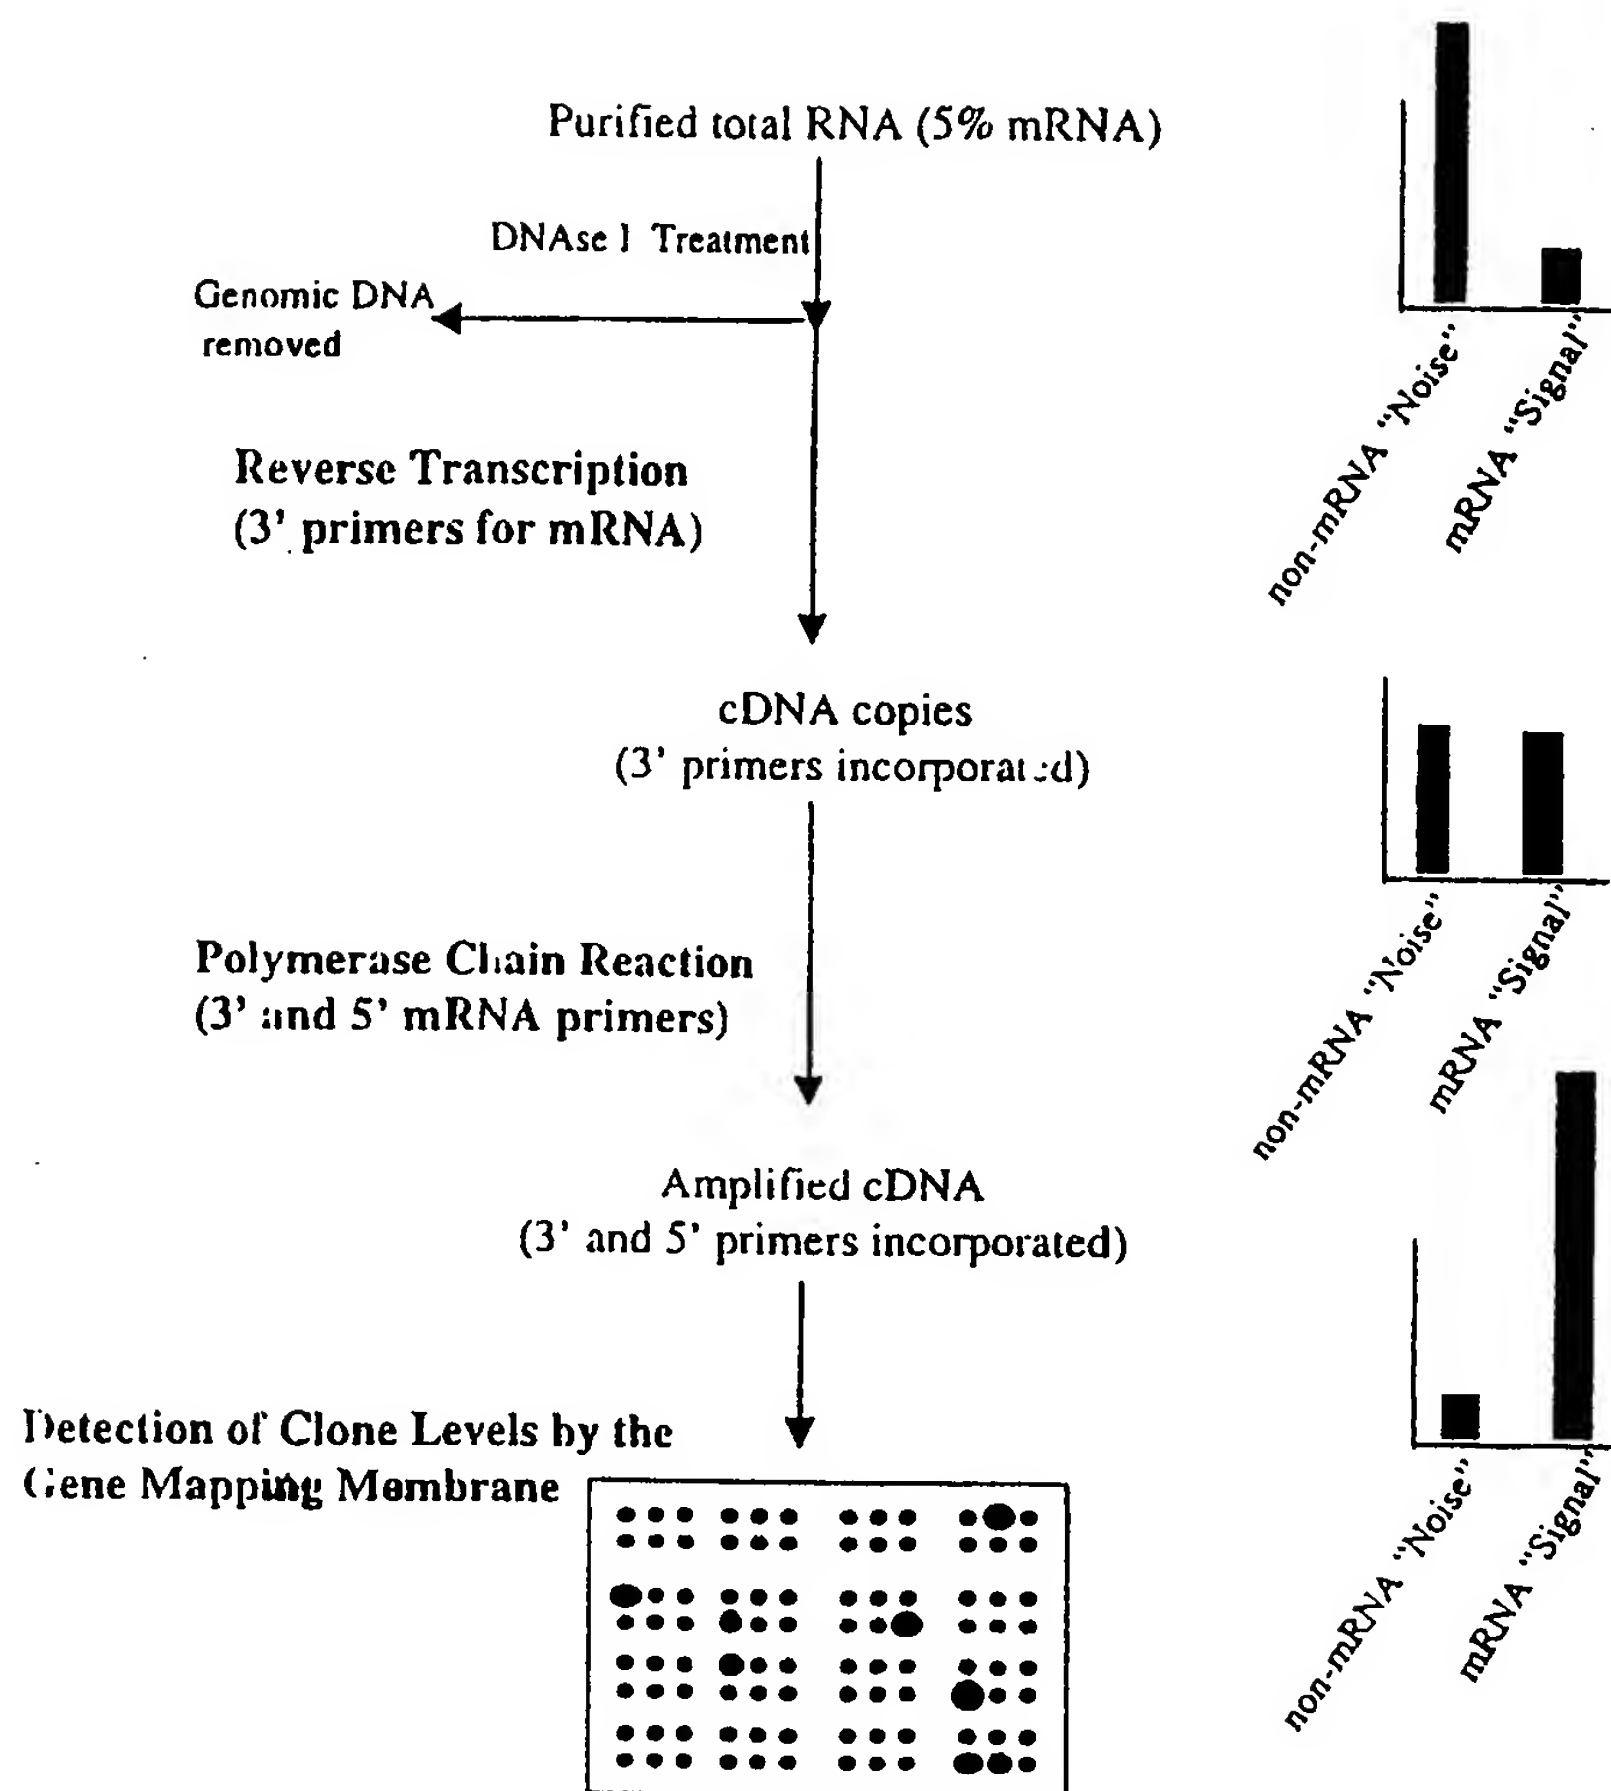 Purified total RNA (5% mRNA)
DNAse I Treatment
Genomic DNA
removed
non-mRNA "Noise"
mRNA "Signal"
Reverse Transcription
(3' primers for mRNA)
cDNA copies
(3' primers incorporated)
non-mRNA "Noise"
mRNA "Signal"
Polymerase Chain Reaction
(3' and 5' mRNA primers)
Amplified cDNA
(3' and 5' primers incorporated)
non-mRNA "Noise"
mRNA "Signal"
Detection of Clone Levels by the
Gene Mapping Membrane